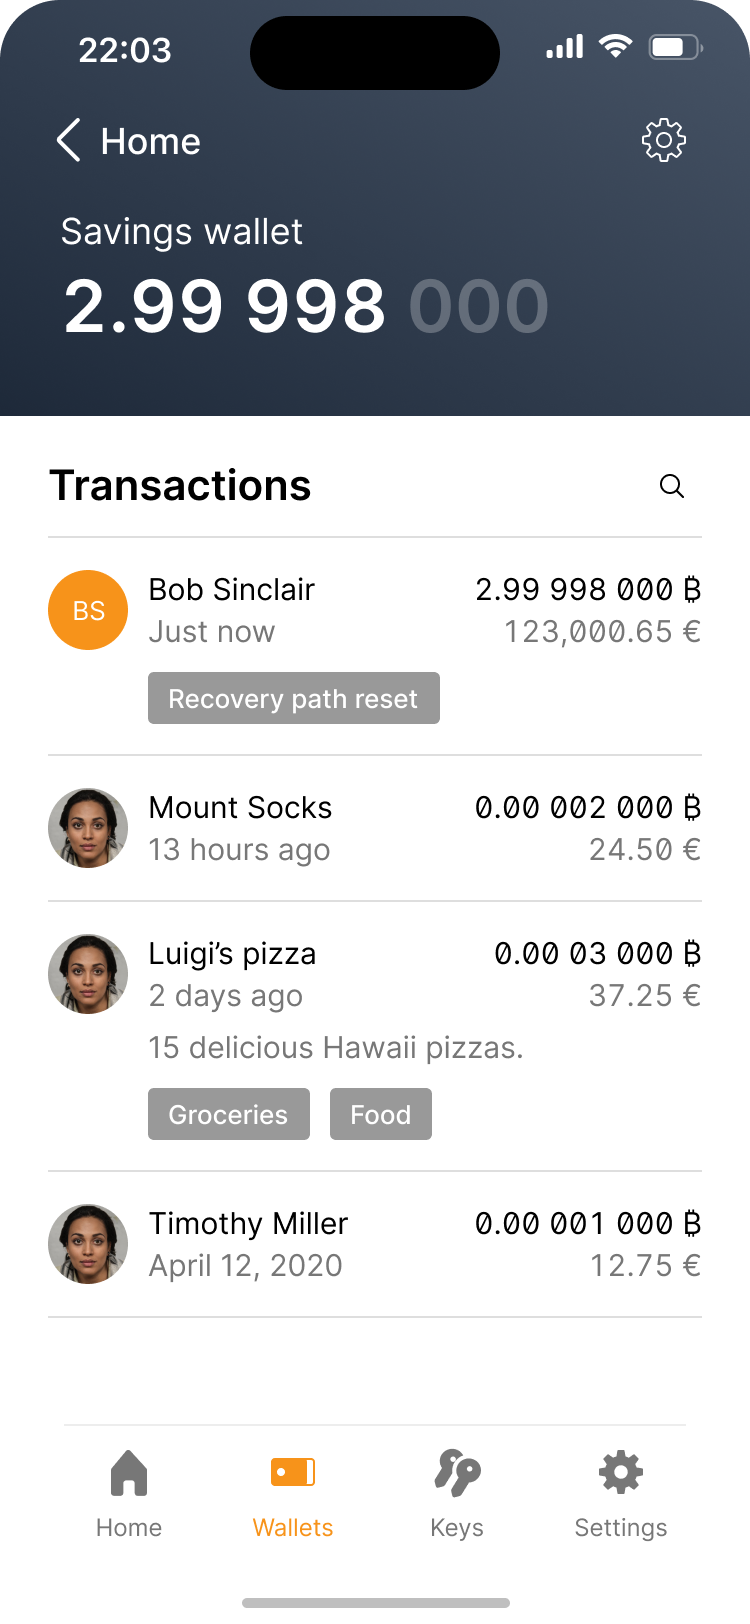 22:03
Home
Savings wallet
2.99 998 000
Transactions
BS
Bob Sinclair
2.99 998 000 ₿
Just now
123,000.65 €
Recovery path reset
Mount Socks
0.00 002 000 ₿
13 hours ago
24.50 €
Luigi’s pizza
0.00 03 000 ₿
2 days ago
37.25 €
15 delicious Hawaii pizzas.
Groceries
Food
Timothy Miller
0.00 001 000 ₿
April 12, 2020
12.75 €
Home
Wallets
Keys
Settings